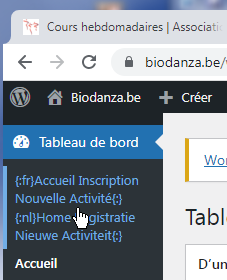 Cours hebdomadaires | Associati
biodanza.be/
Biodanza.be
Créer
Tableau de bord
{:fr}Accueil Inscription
Nouvelle Activité{:}
{:nl}Home Registratie
Nieuwe Activiteit{:}
Accueil
Wor
Tabl
D'un